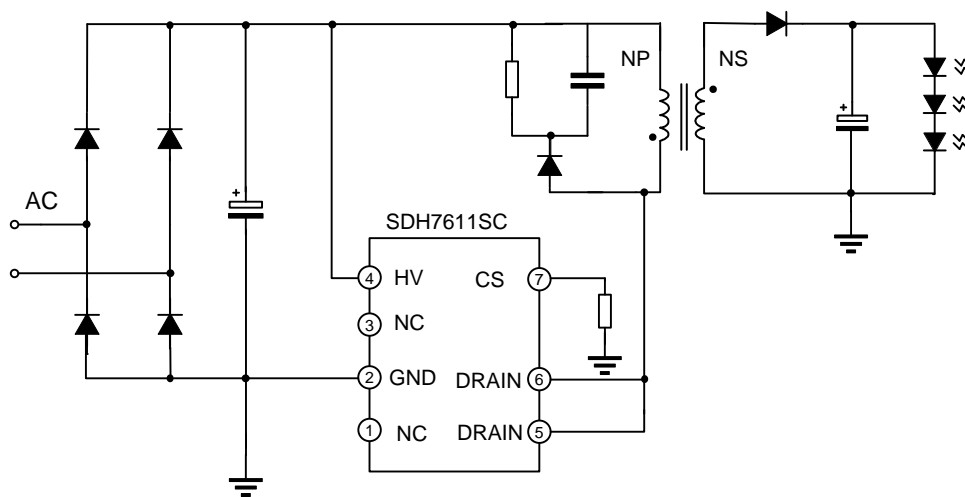 NP
NS
+
AC
+
SDH7611SC
4 HV
CS 7
3 NC
2 GND
DRAIN 6
1 NC
DRAIN 5